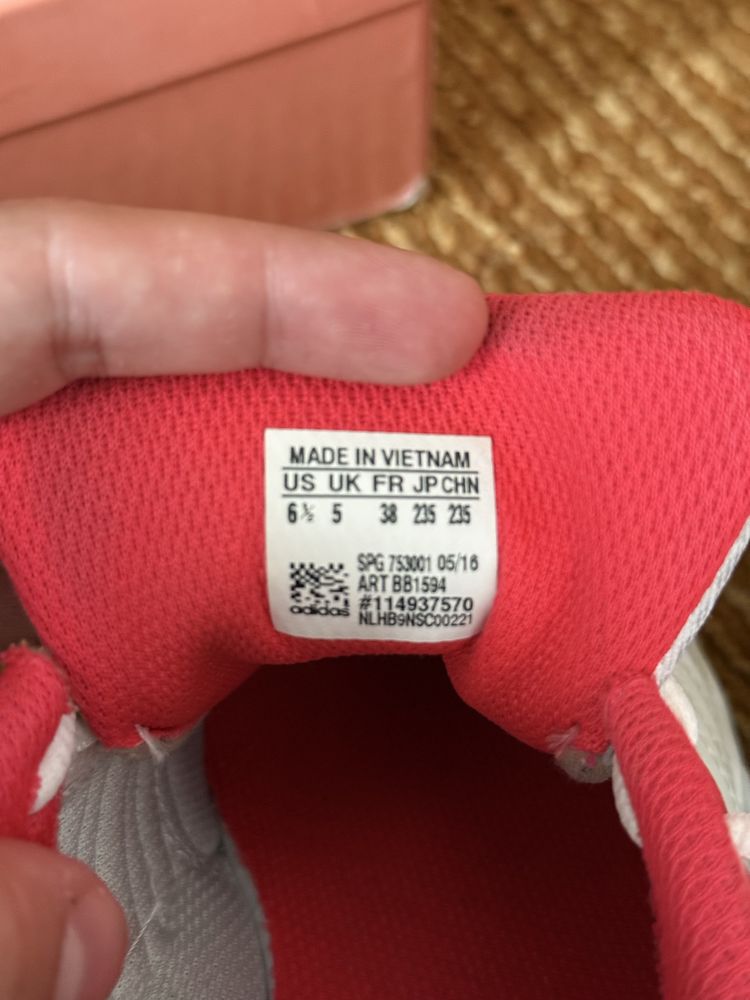 MADE IN VIETNAM
US UK FR JP CHN
6½ 5 38 235 235
SPG 753001 05/16
ART BB1594
#114937570
NLHB9NSC00221
adidas